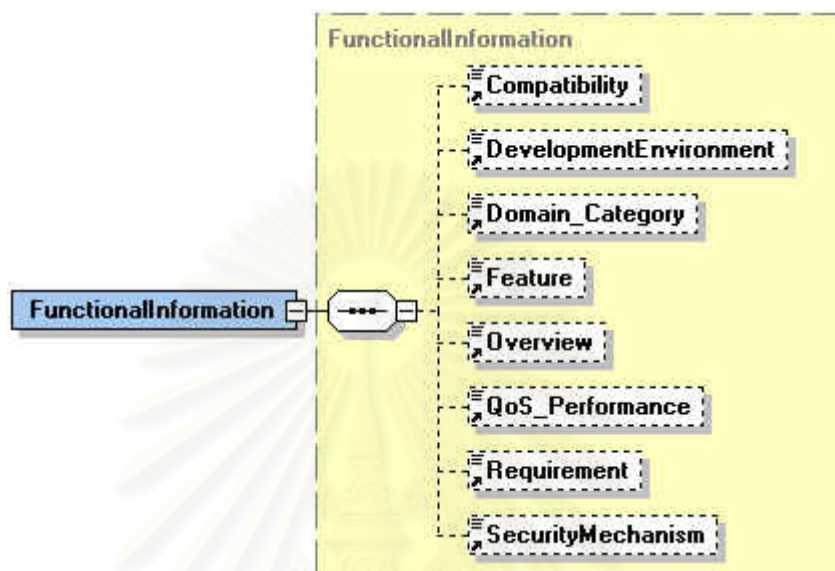 FunctionalInformation
Compatibility
DevelopmentEnvironment
Domain_Category
Feature
FunctionalInformation
Overview
QoS_Performance
Requirement
SecurityMechanism